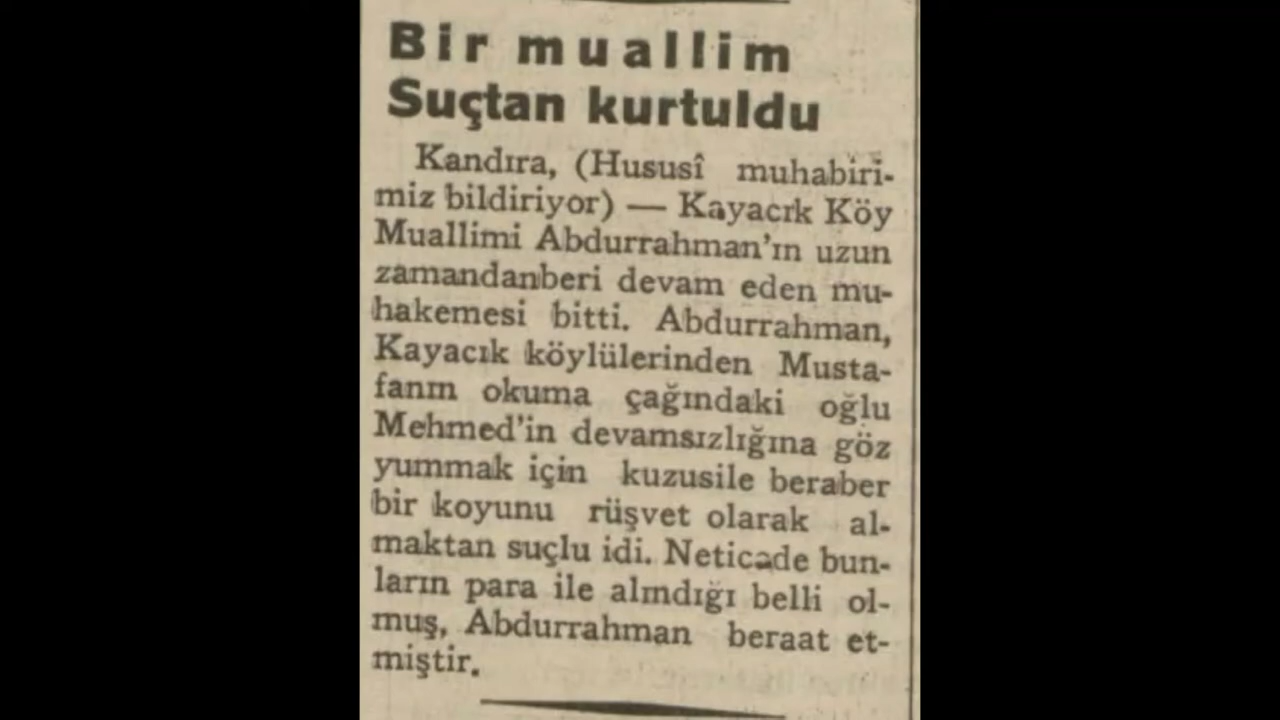 Bir muallim
Suçtan kurtuldu
Kandıra, (Hususî muhabiri-
miz bildiriyor) — Kayacık Köy
Muallimi Abdurrahman'ın uzun
zamandanberi devam eden mu-
hakemesi bitti. Abdurrahman,
Kayacık köylülerinden Musta-
fanın okuma çağındaki oğlu
Mehmed'in devamsızlığına göz
yummak için kuzusile beraber
bir koyunu rüşvet olarak al-
maktan suçlu idi. Neticade bun-
ların para ile alındığı belli ol-
muş, Abdurrahman beraat et-
miştir.